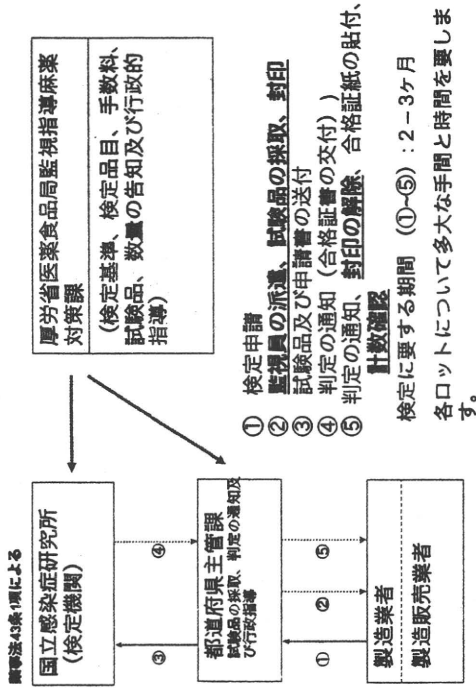 薬事法43条1項による
国立感染症研究所
(検定機関)
厚労省医薬食品局監視指導麻薬
対策課
(検定基準、検定品目、手数料、
試験品、数量の告知及び行政的
指導)
③
④
都道府県主管課
試験品の採取、判定の通知及
び行政指導
①
②
⑤
製造業者
製造販売業者
① 検定申請
② 監視員の派遣、試験品の採取、封印
③ 試験品及び申請書の送付
④ 判定の通知(合格証書の交付))
⑤ 判定の通知、封印の解除、合格証紙の貼付、
計数確認
検定に要する期間 (①~⑤):2-3ヶ月
各ロットについて多大な手間と時間を要しま
す。